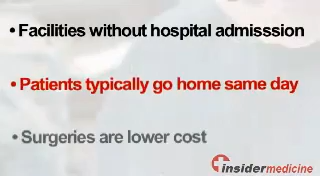 • Facilities without hospital admisssion
• Patients typically go home same day
• Surgeries are lower cost
insidermedicine